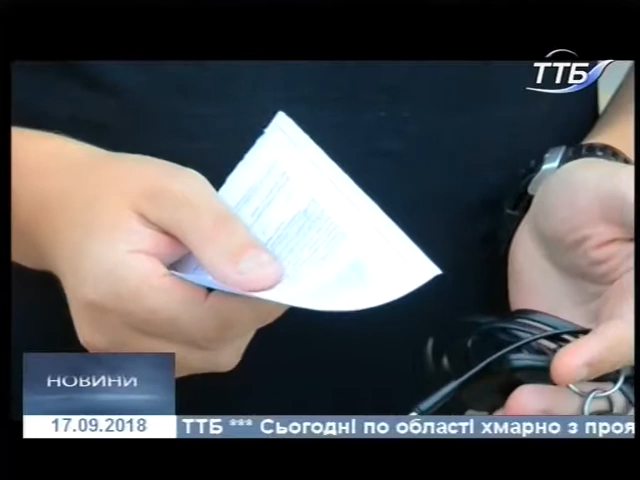 ТТБ
НОВИНИ
17.09.2018
ТТБ *** Сьогодні по області хмарно з проя